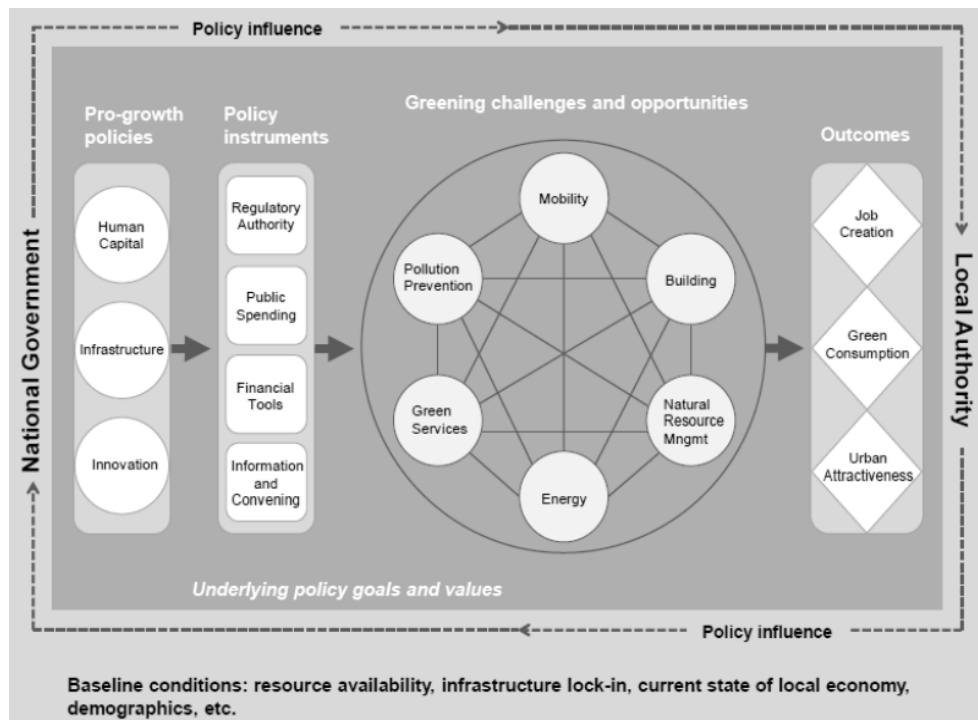 Policy influence
Greening challenges and opportunities
Pro-growth
policies
Policy
instruments
Outcomes
National Government
Human
Capital
Infrastructure
Innovation
Regulatory
Authority
Public
Spending
Financial
Tools
Information
and
Convening
Mobility
Pollution
Prevention
Building
Green
Services
Natural
Resource
Mngmt
Energy
Job
Creation
Green
Consumption
Urban
Attractiveness
Local Authority
Underlying policy goals and values
Policy influence
Baseline conditions: resource availability, infrastructure lock-in, current state of local economy,
demographics, etc.